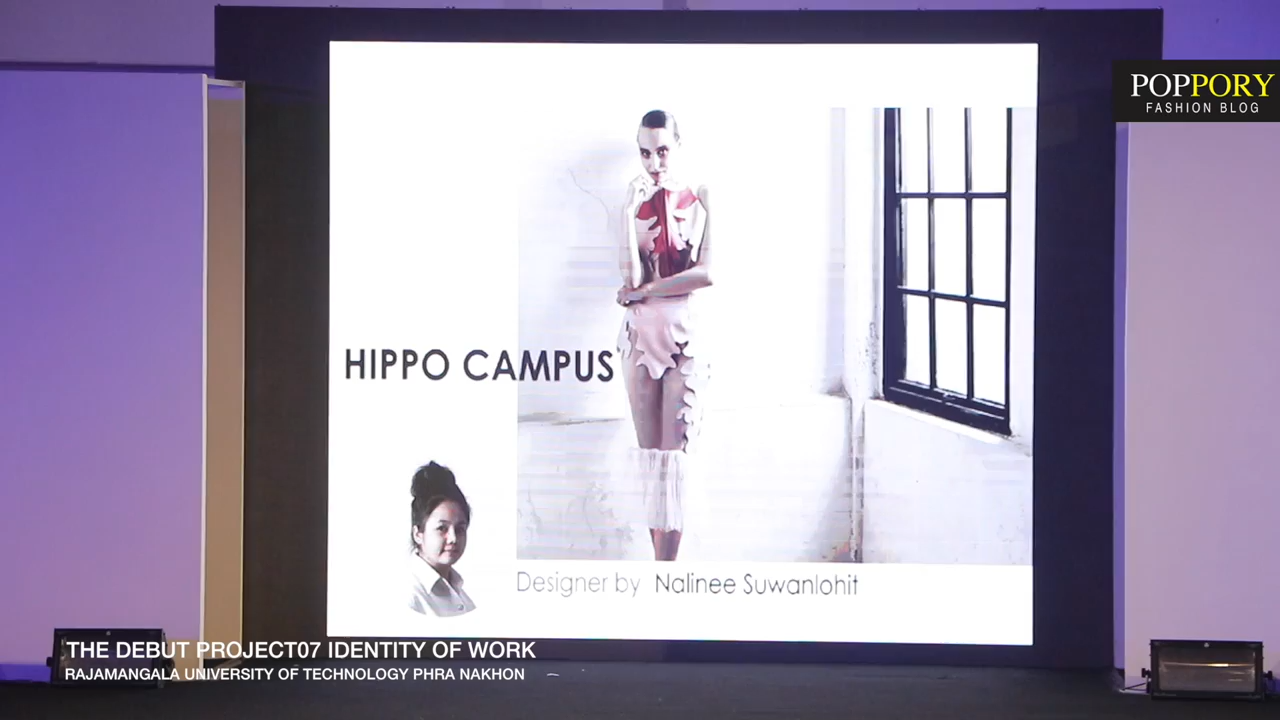 POPPORY
FASHION BLOG
HIPPO CAMPUS
Designer by Nalinee Suwanlohit
THE DEBUT PROJECT07 IDENTITY OF WORK
RAJAMANGALA UNIVERSITY OF TECHNOLOGY PHRA NAKHON